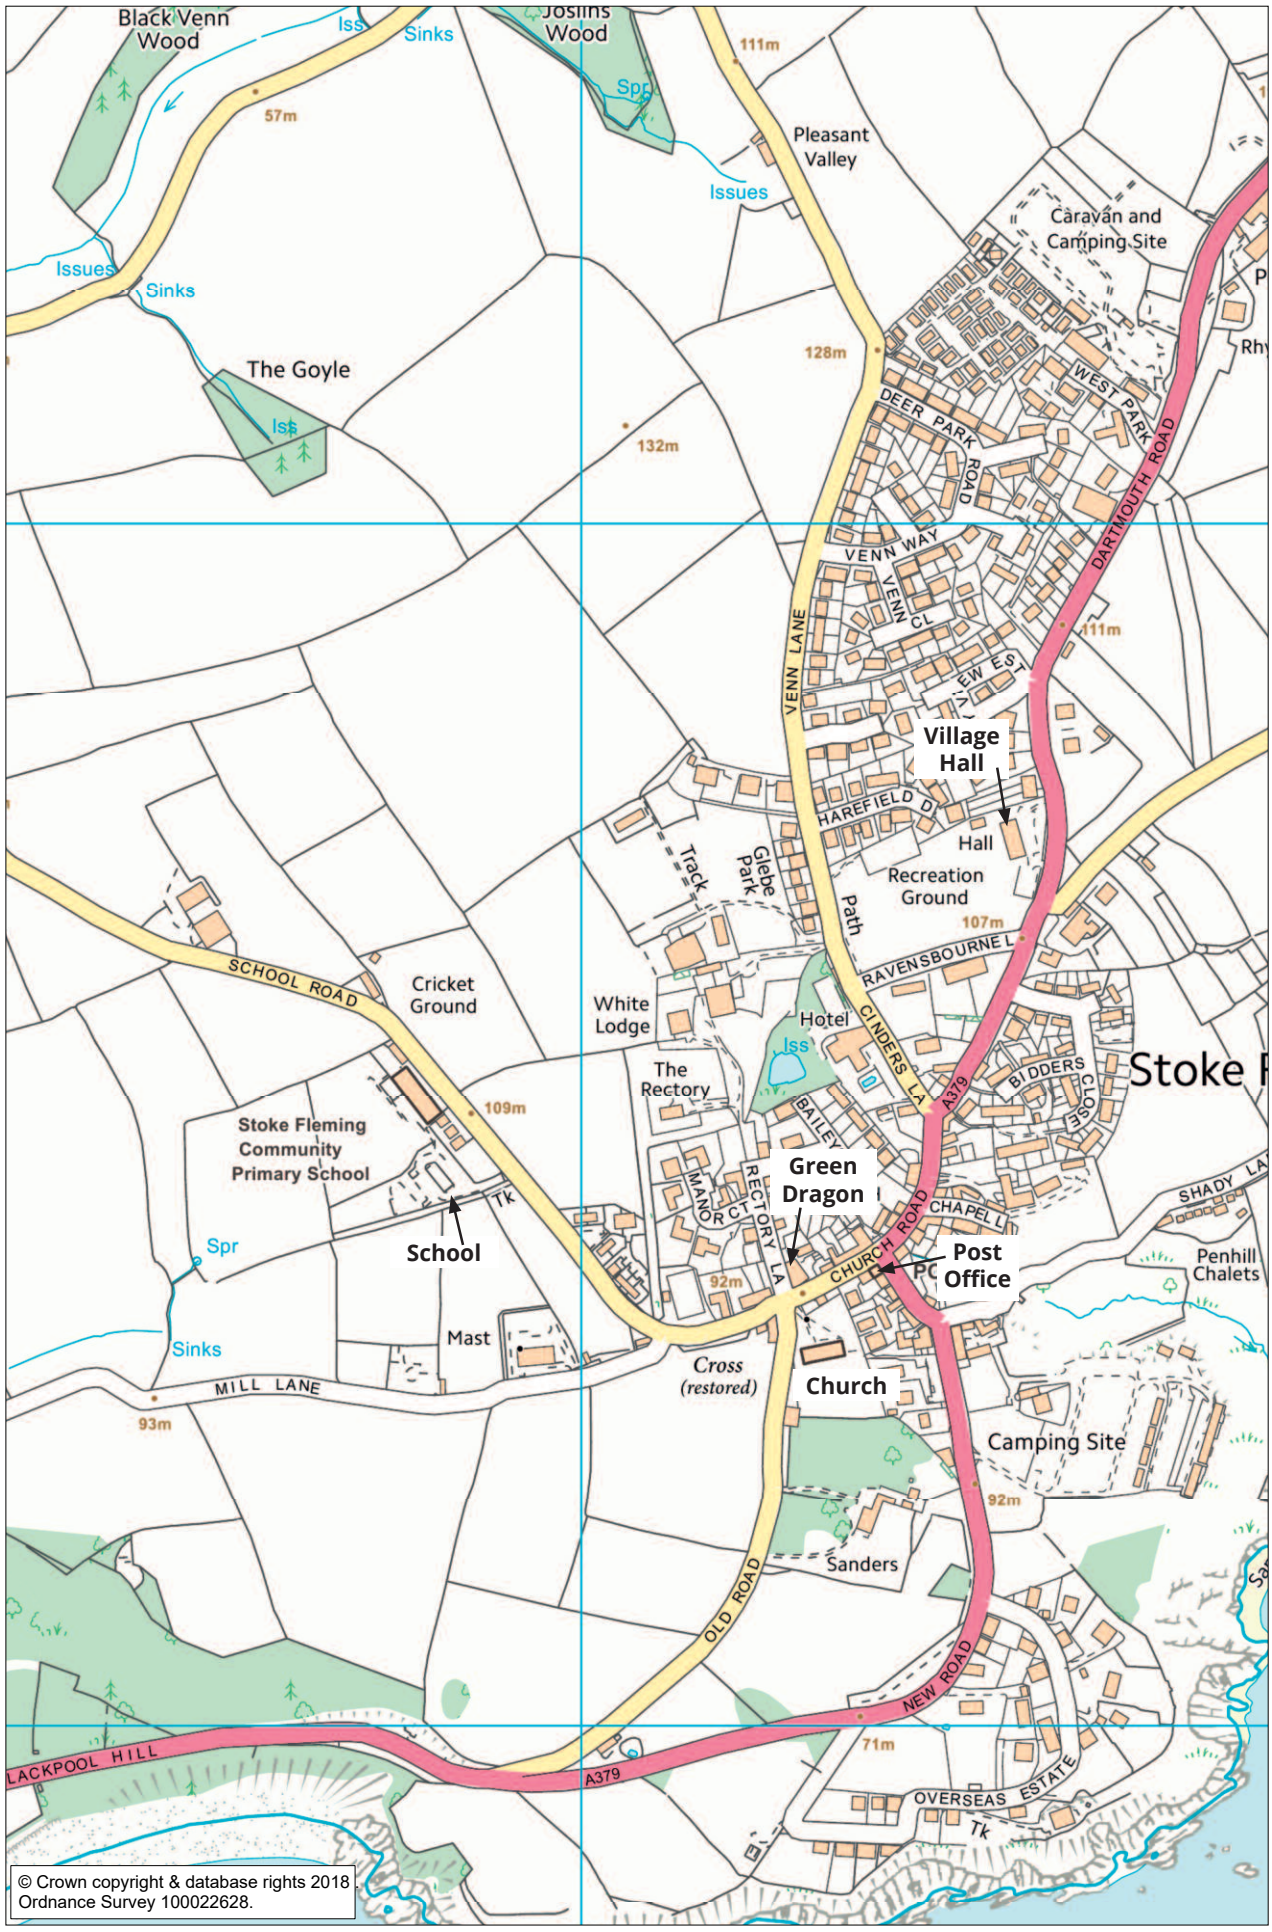 Black Venn
Wood
Iss
Sinks
Joslins
Wood
111m
57m
Spr
Pleasant
Valley
Issues
Caravan and
Camping Site
Issues
Sinks
The Goyle
Iss
128m
132m
WEST PARK
DEER PARK
ROAD
DARTMOUTH ROAD
VENN WAY
VENN
CL
VENN LANE
111m
EW EST
Village
Hall
HAREFIELD D
Hall
Recreation
Ground
Track
Glebe
Park
Path
107m
RAVENSBOURNE L
SCHOOL ROAD
Cricket
Ground
White
Lodge
Hotel
Iss
CINDERS LA
The
Rectory
A379
BIDDERS
CLOSE
Stoke F
109m
Stoke Fleming
Community
Primary School
BAILEY
Green
Dragon
MANOR CT
RECTORY LA
CHURCH ROAD
CHAPEL L
SHADY LA
Tk
School
Spr
Post
Office
PO
Penhill
Chalets
92m
Mast
Sinks
Cross
(restored)
Church
MILL LANE
93m
Camping Site
92m
Sanders
OLD ROAD
NEW ROAD
San
71m
LACKPOOL HILL
A379
OVERSEAS ESTATE
Tk
© Crown copyright & database rights 2018
Ordnance Survey 100022628.